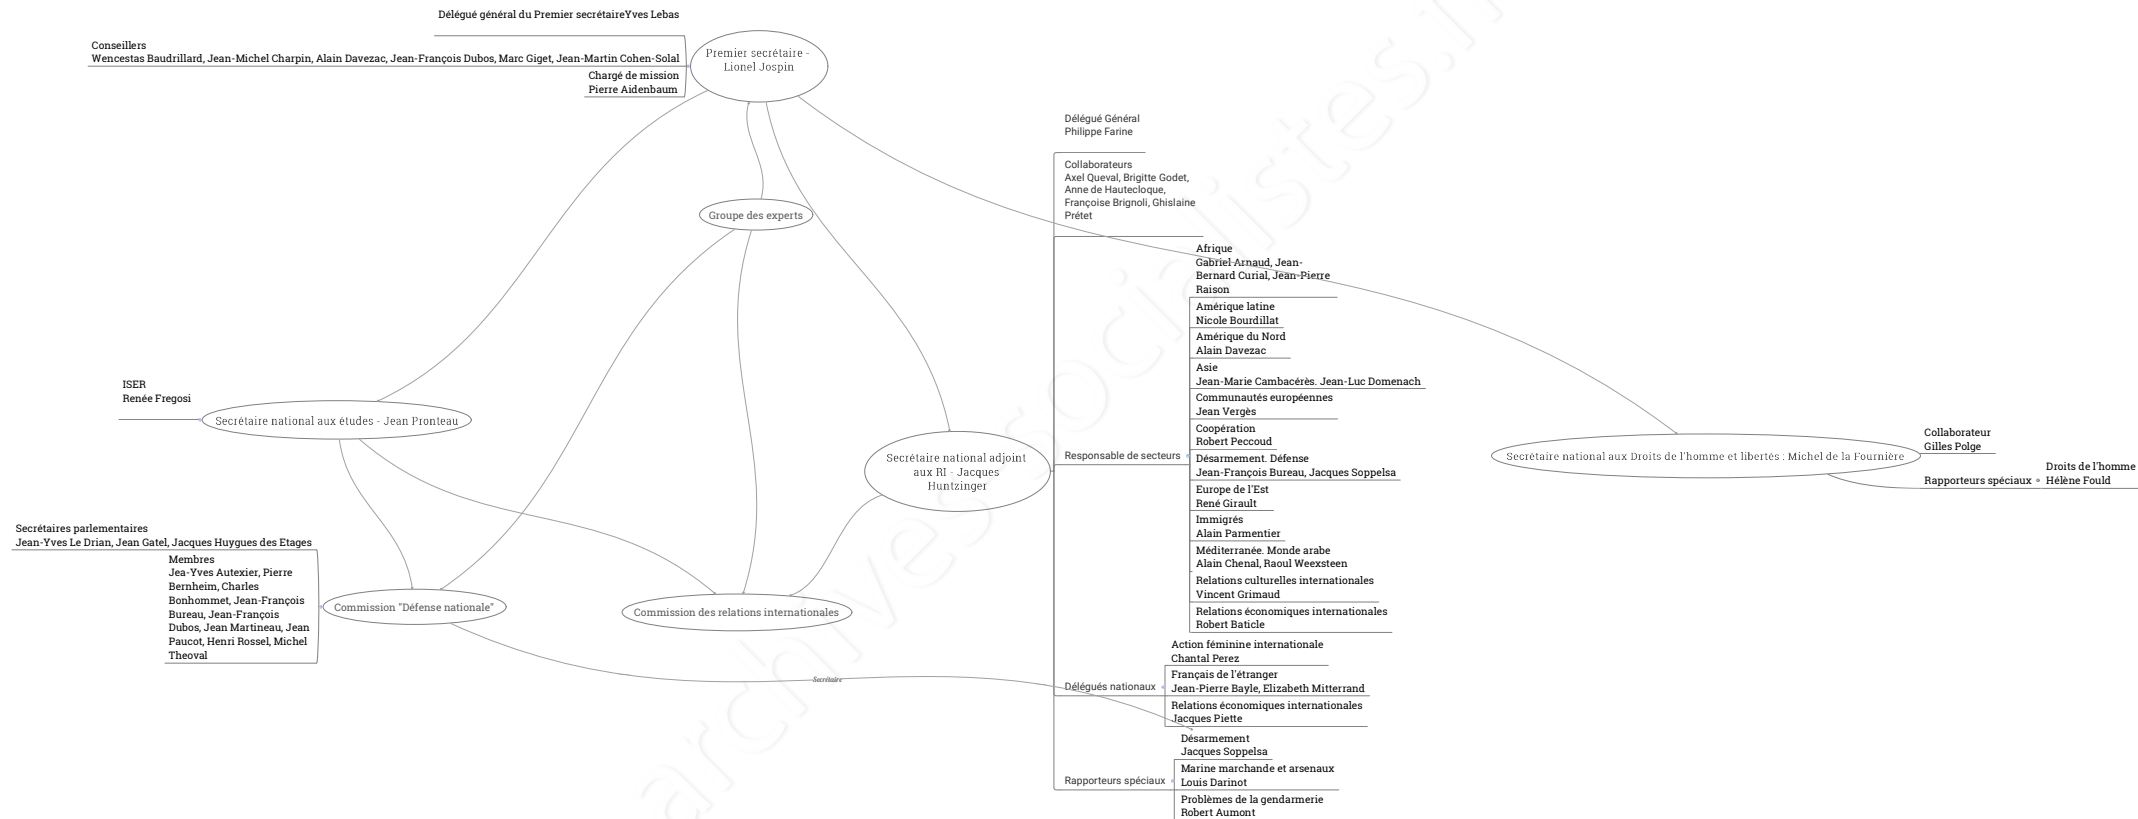 Délégué général du Premier secrétaireYves Lebas
Conseillers
Wencestas Baudrillard, Jean-Michel Charpin, Alain Davezac, Jean-François Dubos, Marc Giget, Jean-Martin Cohen-Solal
Chargé de mission
Pierre Aidenbaum
Premier secrétaire -
Lionel Jospin
Groupe des experts
ISER
Renée Fregosi
Secrétaire national aux études - Jean Pronteau
Secrétaires parlementaires
Jean-Yves Le Drian, Jean Gatel, Jacques Huygues des Etages
Membres
Jea-Yves Autexier, Pierre
Bernheim, Charles
Bonhommet, Jean-François
Bureau, Jean-François
Dubos, Jean Martineau, Jean
Paucot, Henri Rossel, Michel
Theoval
Commission "Défense nationale"
Commission des relations internationales
Secrétaire
Secrétaire national adjoint
aux RI - Jacques
Huntzinger
Délégué Général
Philippe Farine
Collaborateurs
Axel Queval, Brigitte Godet,
Anne de Hautecloque,
Françoise Brignoli, Ghislaine
Prétet
Responsable de secteurs
Afrique
Gabriel Arnaud, Jean-
Bernard Curial, Jean-Pierre
Raison
Amérique latine
Nicole Bourdillat
Amérique du Nord
Alain Davezac
Asie
Jean-Marie Cambacérès. Jean-Luc Domenach
Communautés européennes
Jean Vergès
Coopération
Robert Peccoud
Désarmement. Défense
Jean-François Bureau, Jacques Soppelsa
Europe de l'Est
René Girault
Immigrés
Alain Parmentier
Méditerranée. Monde arabe
Alain Chenal, Raoul Weexsteen
Relations culturelles internationales
Vincent Grimaud
Relations économiques internationales
Robert Baticle
Délégués nationaux
Action féminine internationale
Chantal Perez
Français de l'étranger
Jean-Pierre Bayle, Elizabeth Mitterrand
Relations économiques internationales
Jacques Piette
Rapporteurs spéciaux
Désarmement
Jacques Soppelsa
Marine marchande et arsenaux
Louis Darinot
Problèmes de la gendarmerie
Robert Aumont
Secrétaire national aux Droits de l'homme et libertés : Michel de la Fournière
Collaborateur
Gilles Polge
Rapporteurs spéciaux
Droits de l'homme
Hélène Fould